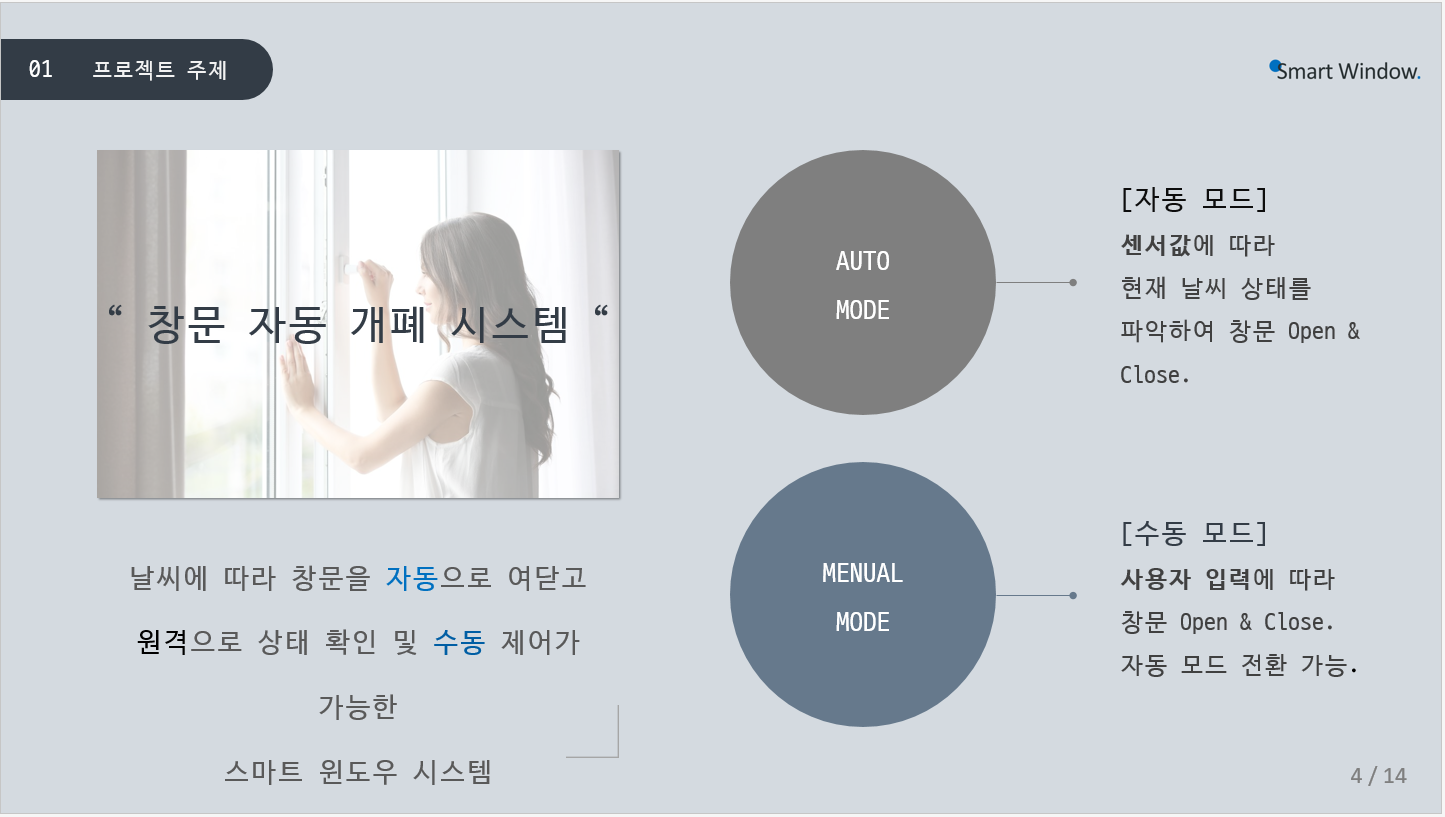 01 프로젝트 주제
Smart Window.
“ 창문 자동 개폐 시스템 “
날씨에 따라 창문을 자동으로 여닫고
원격으로 상태 확인 및 수동 제어가
가능한
스마트 윈도우 시스템
AUTO
MODE
[자동 모드]
센서값에 따라
현재 날씨 상태를
파악하여 창문 Open &
Close.
MENUAL
MODE
[수동 모드]
사용자 입력에 따라
창문 Open & Close.
자동 모드 전환 가능.
4 / 14